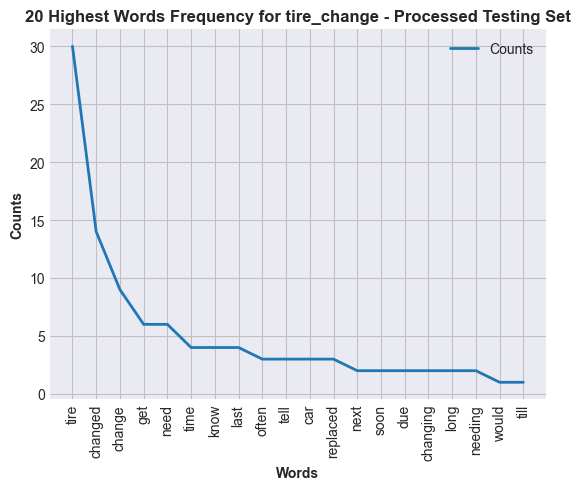 20 Highest Words Frequency for tire_change - Processed Testing Set
Counts
30
25
20
15
10
5
0
Counts
tire
changed
change
get
need
time
know
last
often
tell
car
replaced
next
soon
due
changing
long
needing
would
till
Words